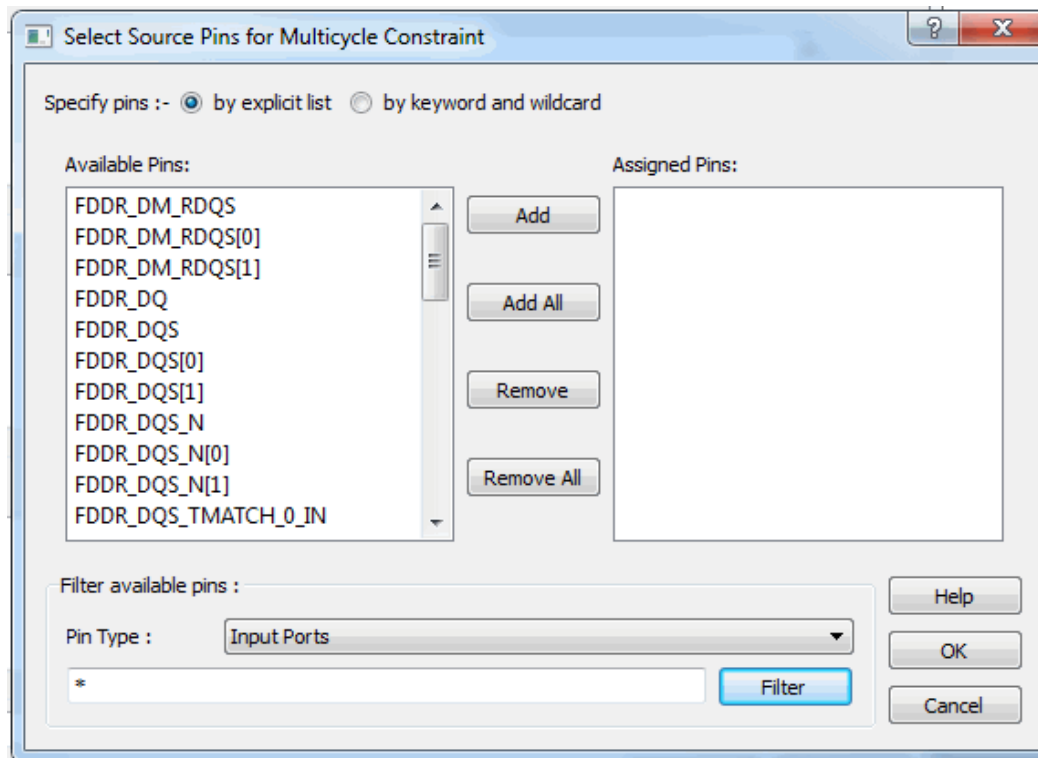 Select Source Pins for Multicycle Constraint
Specify pins :- by explicit list by keyword and wildcard
Available Pins:
Assigned Pins:
FDDR_DM_RDQS
FDDR_DM_RDQS[0]
FDDR_DM_RDQS[1]
FDDR_DQ
FDDR_DQS
FDDR_DQS[0]
FDDR_DQS[1]
FDDR_DQS_N
FDDR_DQS_N[0]
FDDR_DQS_N[1]
FDDR_DQS_TMATCH_0_IN
Add
Add All
Remove
Remove All
Filter available pins :
Pin Type : Input Ports
*
Filter
Help
OK
Cancel